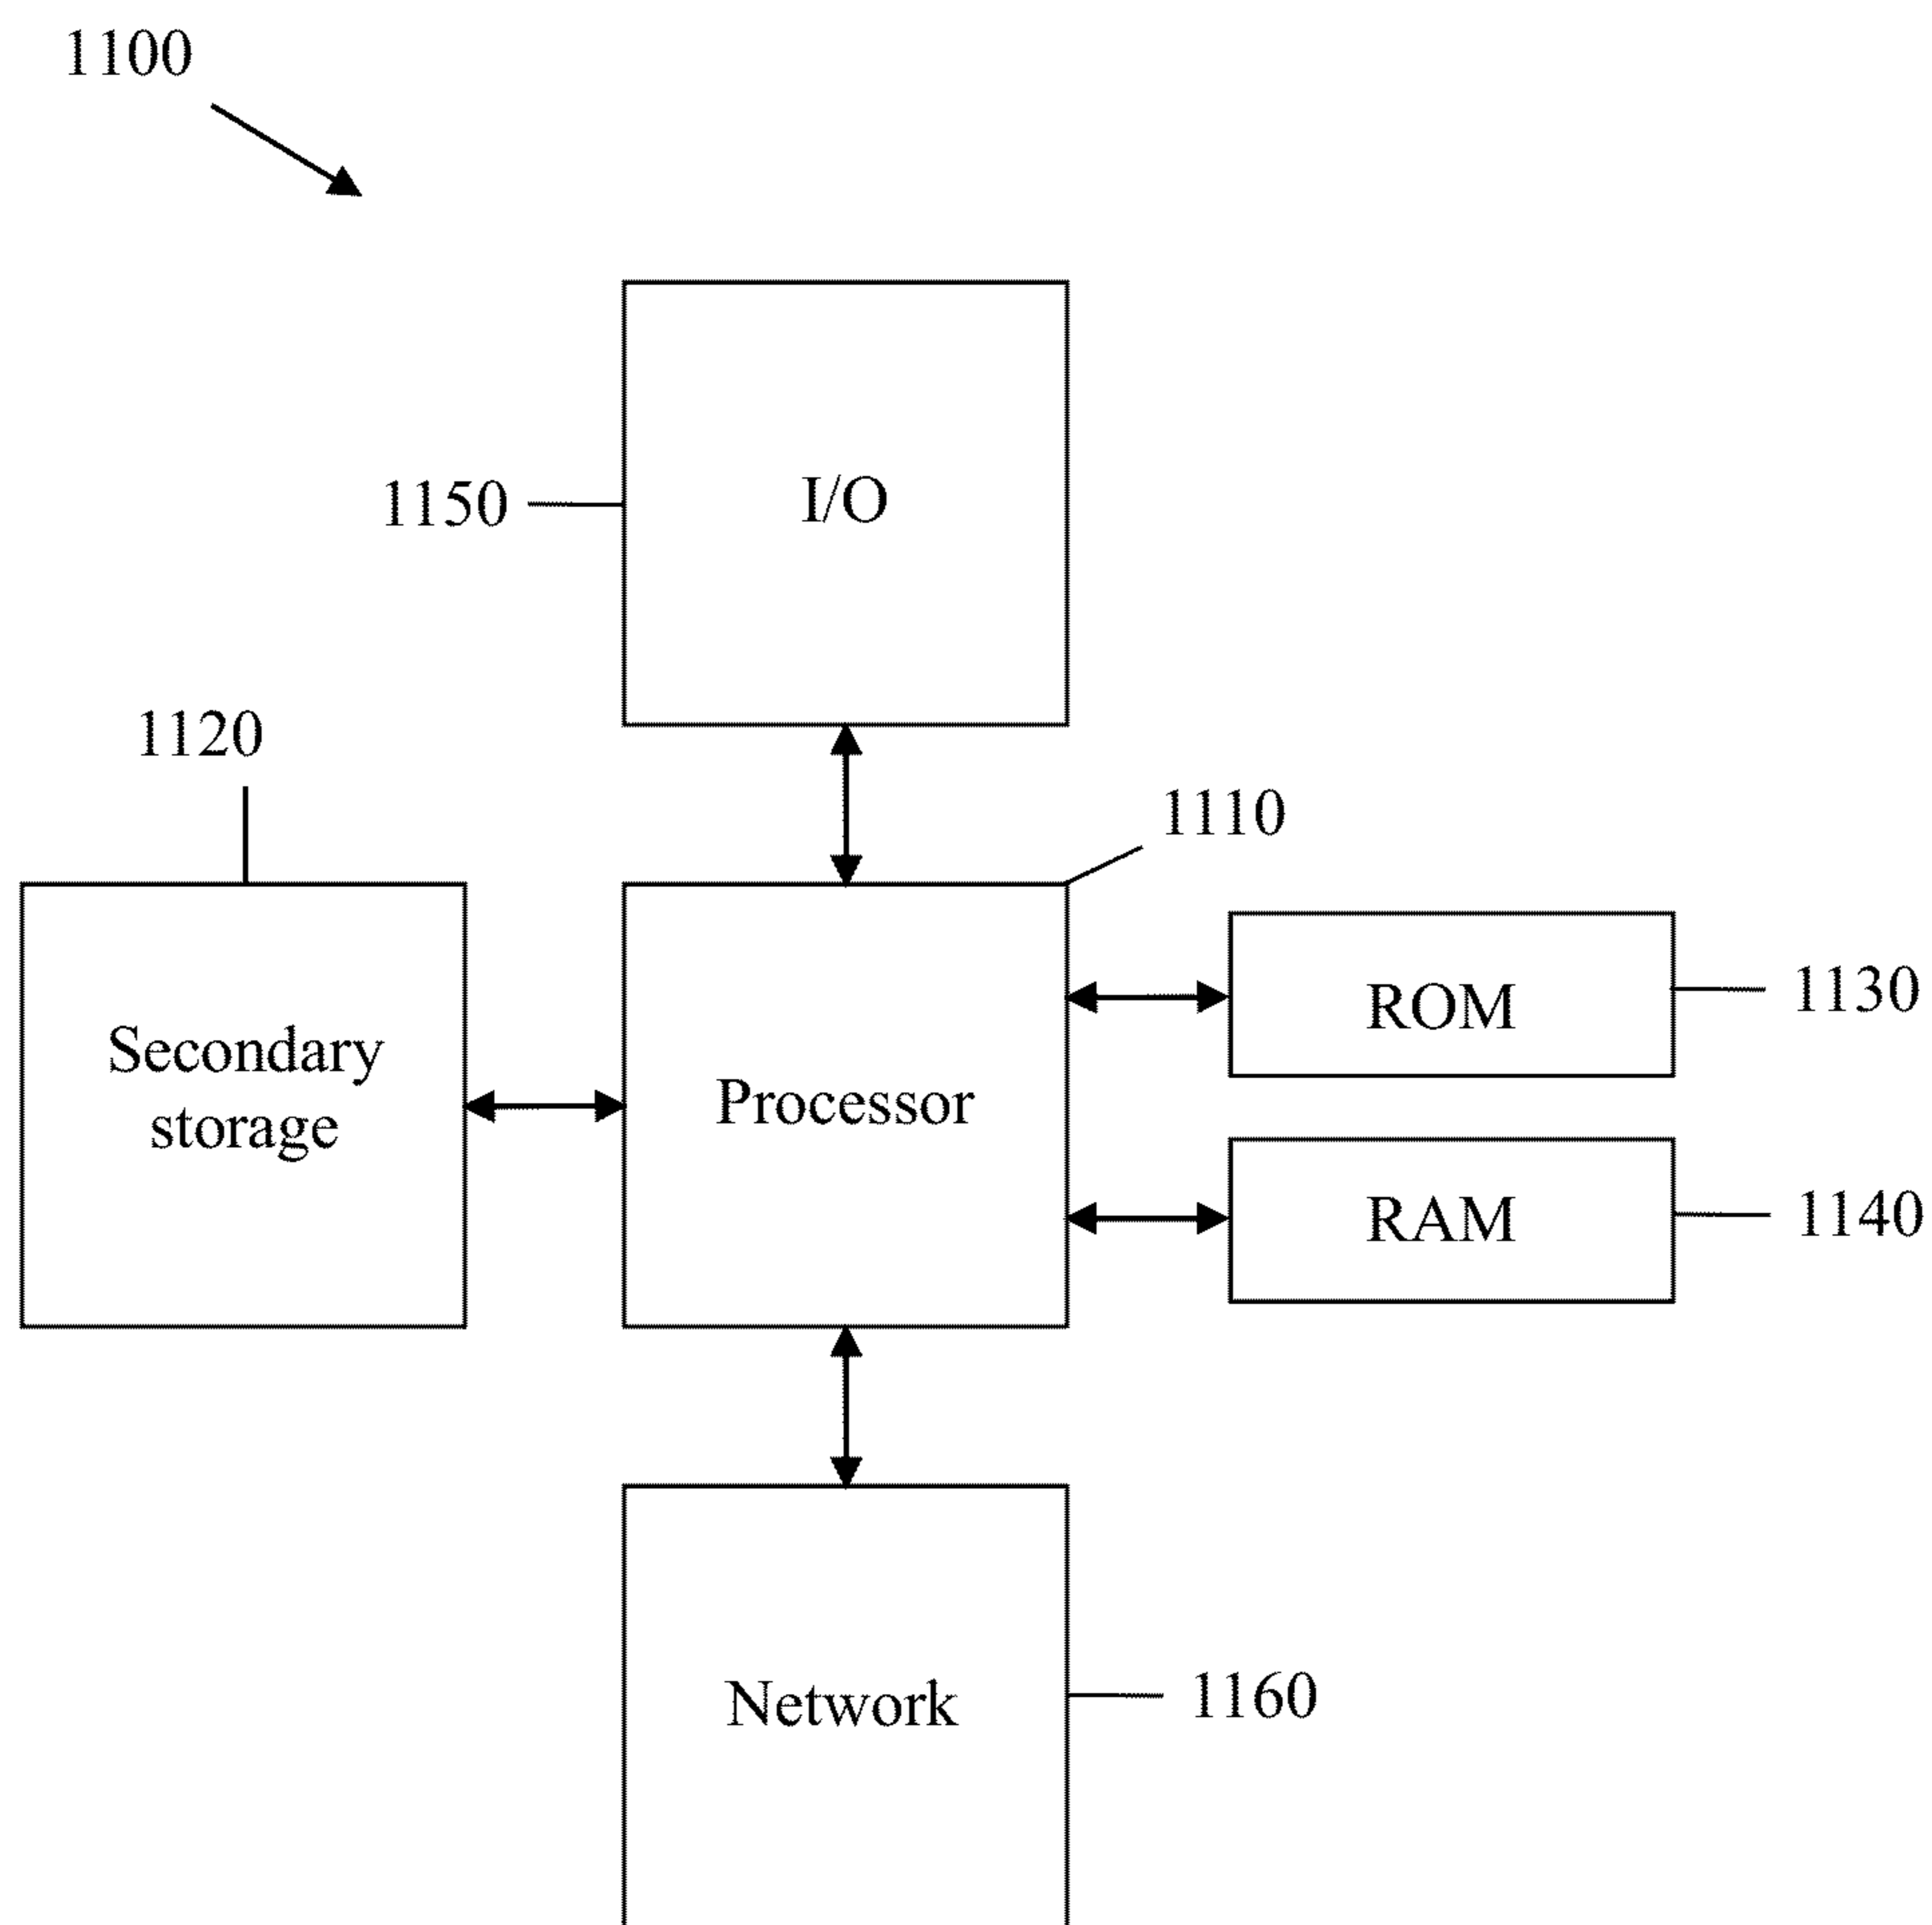 1100
1150
I/O
1120
1110
Secondary
storage
Processor
ROM
1130
RAM
1140
Network
1160